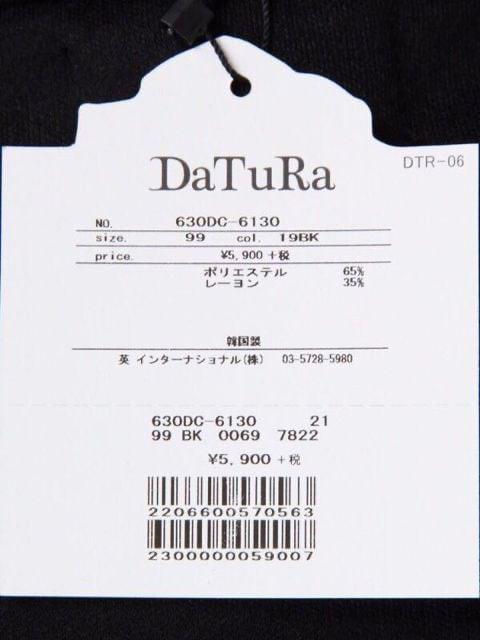 DaTuRa
DTR-06
NO. 630DC-6130
size. 99 col. 19BK
price. ¥5,900 +税
ポリエステル 65%
レーヨン 35%
韓国製
英 インターナショナル(株) 03-5728-5980
630DC-6130 21
99 BK 0069 7822
¥5,900 +税
2206600570563
2300000059007